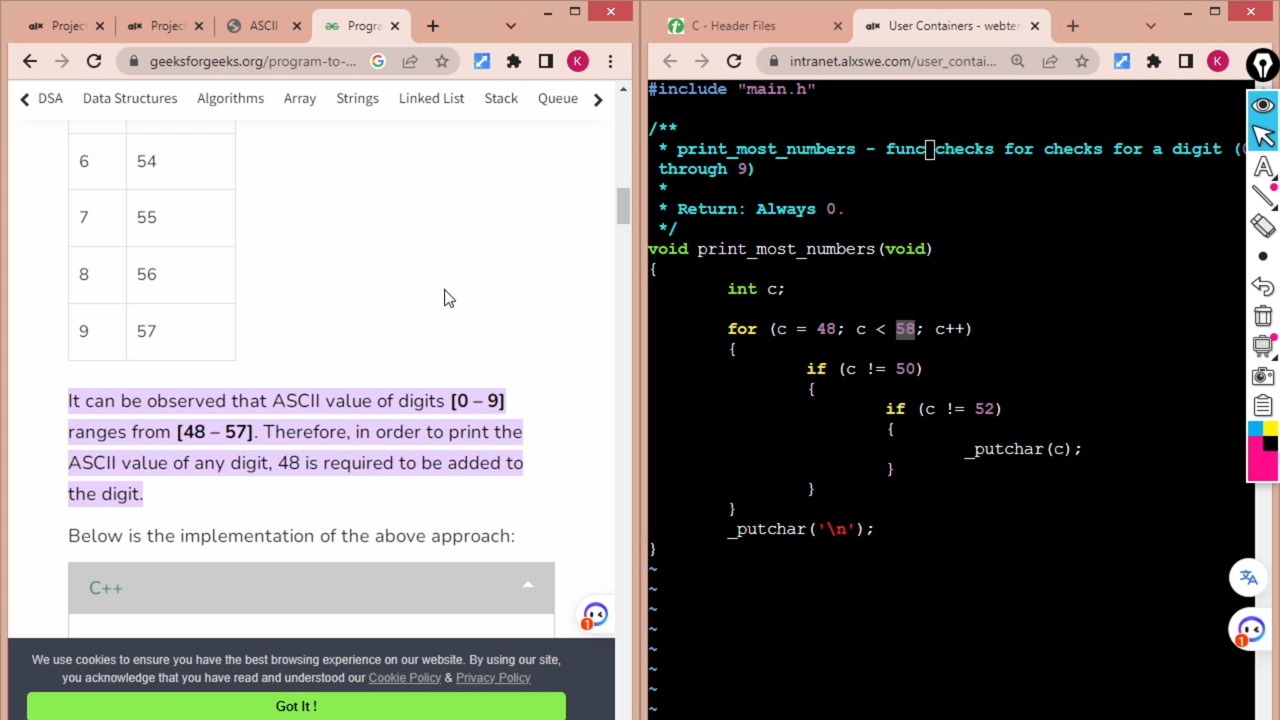 Projec
Project
ASCII
Progra
geeksforgeeks.org/program-to-...
K
DSA
Data Structures
Algorithms
Array
Strings
Linked List
Stack
Queue
6 54
7 55
8 56
9 57
It can be observed that ASCII value of digits [0 – 9]
ranges from [48 – 57]. Therefore, in order to print the
ASCII value of any digit, 48 is required to be added to
the digit.
Below is the implementation of the above approach:
C++
1
We use cookies to ensure you have the best browsing experience on our website. By using our site,
you acknowledge that you have read and understood our Cookie Policy & Privacy Policy
Got It !
C - Header Files
User Containers - webter
intranet.alxswe.com/user_contai...
K
#include "main.h"
/**
 * print_most_numbers - func checks for checks for a digit (0
 through 9)
 *
 * Return: Always 0.
 */
void print_most_numbers(void)
{
int c;
for (c = 48; c < 58; c++)
{
if (c != 50)
{
if (c != 52)
{
_putchar(c);
}
}
}
_putchar('\n');
}
~
~
~
~
~
~
~
~
A
1